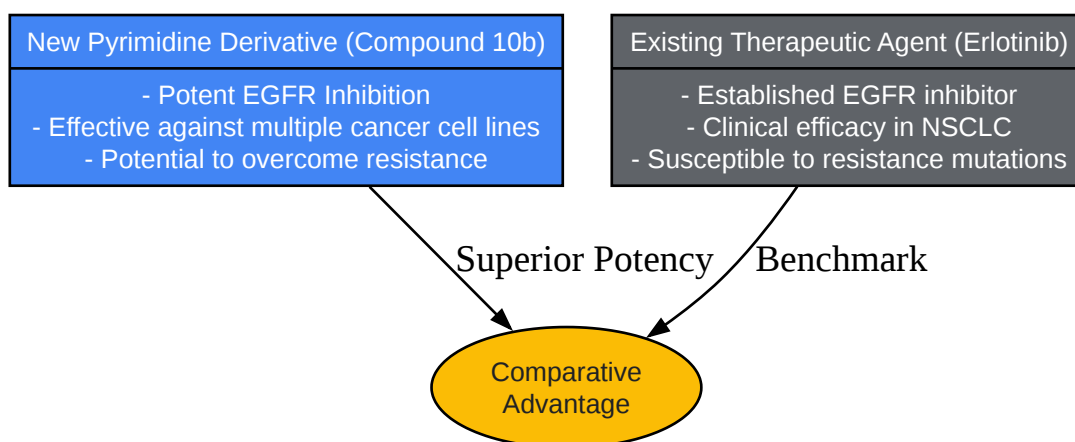 New Pyrimidine Derivative (Compound 10b)
- Potent EGFR Inhibition
- Effective against multiple cancer cell lines
- Potential to overcome resistance
Existing Therapeutic Agent (Erlotinib)
- Established EGFR inhibitor
- Clinical efficacy in NSCLC
- Susceptible to resistance mutations
Superior Potency
Benchmark
Comparative
Advantage